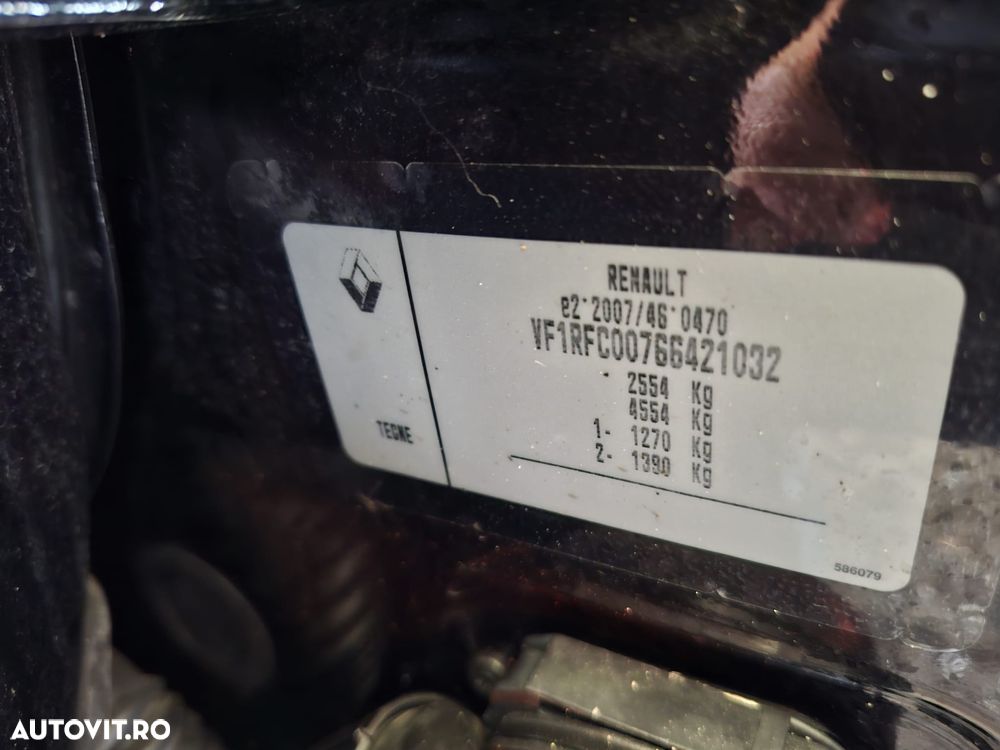 RENAULT
e2*2007/46*0470
VF1RFC00766421032
2554 Kg
4554 Kg
1- 1270 Kg
2- 1390 Kg
TECNE
586079
AUTOVIT.RO